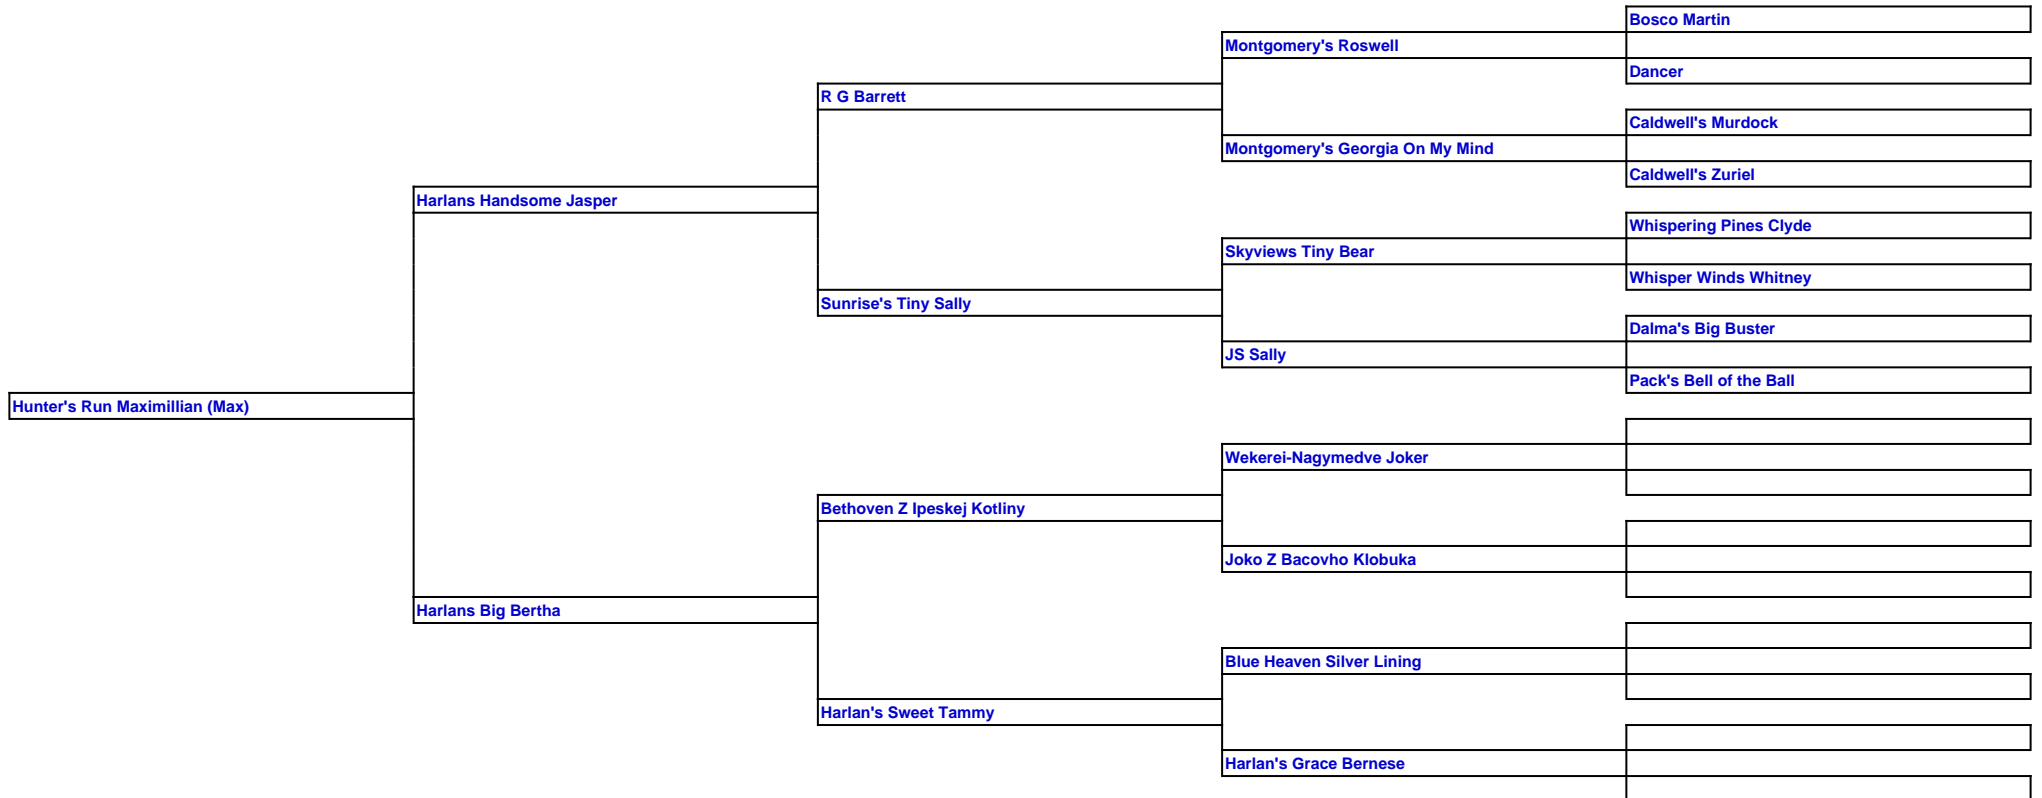 Bosco Martin
Montgomery's Roswell
Dancer
R G Barrett
Caldwell's Murdock
Montgomery's Georgia On My Mind
Caldwell's Zuriel
Harlans Handsome Jasper
Whispering Pines Clyde
Skyviews Tiny Bear
Whisper Winds Whitney
Sunrise's Tiny Sally
Dalma's Big Buster
JS Sally
Pack's Bell of the Ball
Hunter's Run Maximillian (Max)
Wekerei-Nagymedve Joker
Bethoven Z Ipeskej Kotliny
Joko Z Bacovho Klobuka
Harlans Big Bertha
Blue Heaven Silver Lining
Harlan's Sweet Tammy
Harlan's Grace Bernese